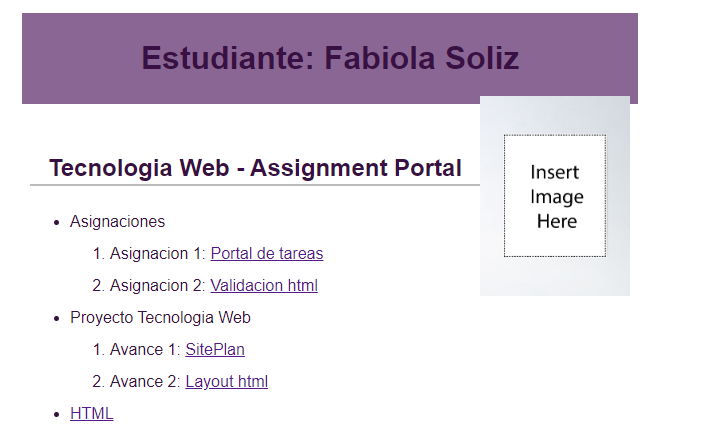 Estudiante: Fabiola Soliz
Tecnologia Web - Assignment Portal
Insert
Image
Here
• Asignaciones
1. Asignacion 1: Portal de tareas
2. Asignacion 2: Validacion html
• Proyecto Tecnologia Web
1. Avance 1: SitePlan
2. Avance 2: Layout html
• HTML